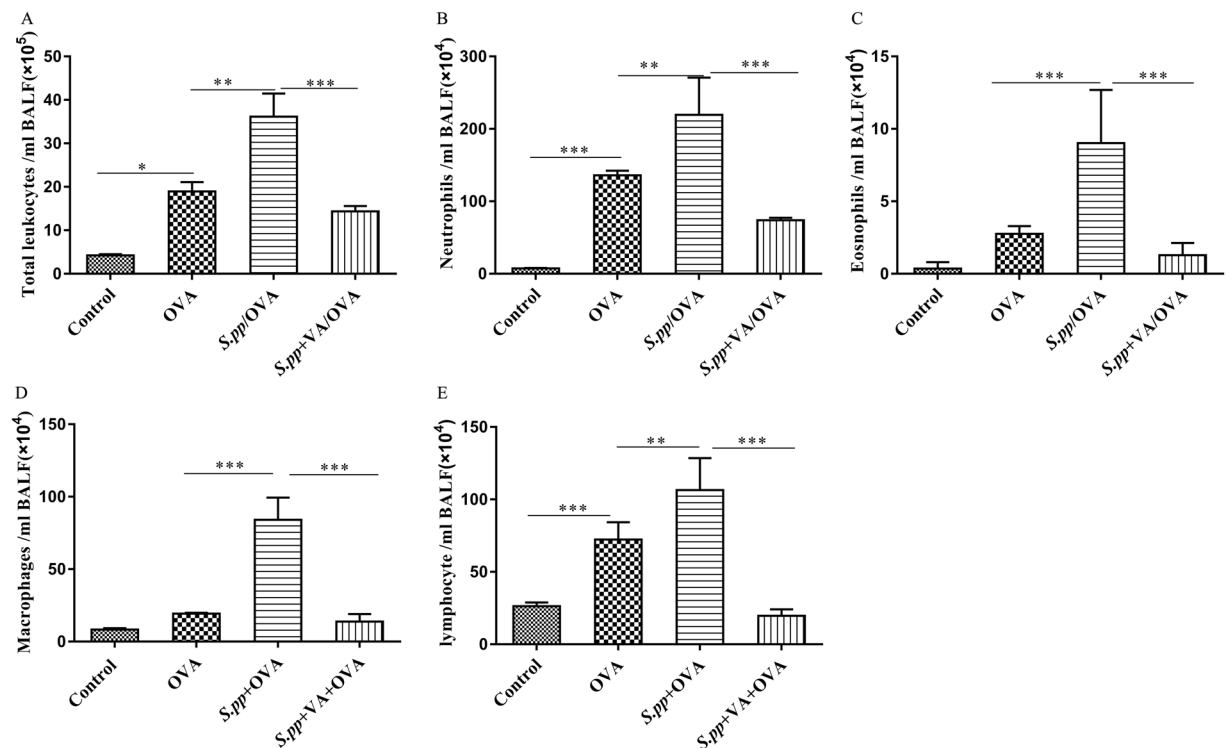 A
Total leukocytes /ml BALF(×10⁵)
50
40
30
20
10
0
*
**
***
Control
OVA
S.pp/OVA
S.pp+VA/OVA
B
Neutrophils /ml BALF(×10⁴)
300
200
100
0
***
**
***
Control
OVA
S.pp/OVA
S.pp+VA/OVA
C
Eosnophils /ml BALF(×10⁴)
15
10
5
0
***
***
Control
OVA
S.pp/OVA
S.pp+VA/OVA
D
Macrophages /ml BALF(×10⁴)
150
100
50
0
***
***
Control
OVA
S.pp+OVA
S.pp+VA+OVA
E
lymphocyte /ml BALF(×10⁴)
150
100
50
0
***
**
***
Control
OVA
S.pp+OVA
S.pp+VA+OVA